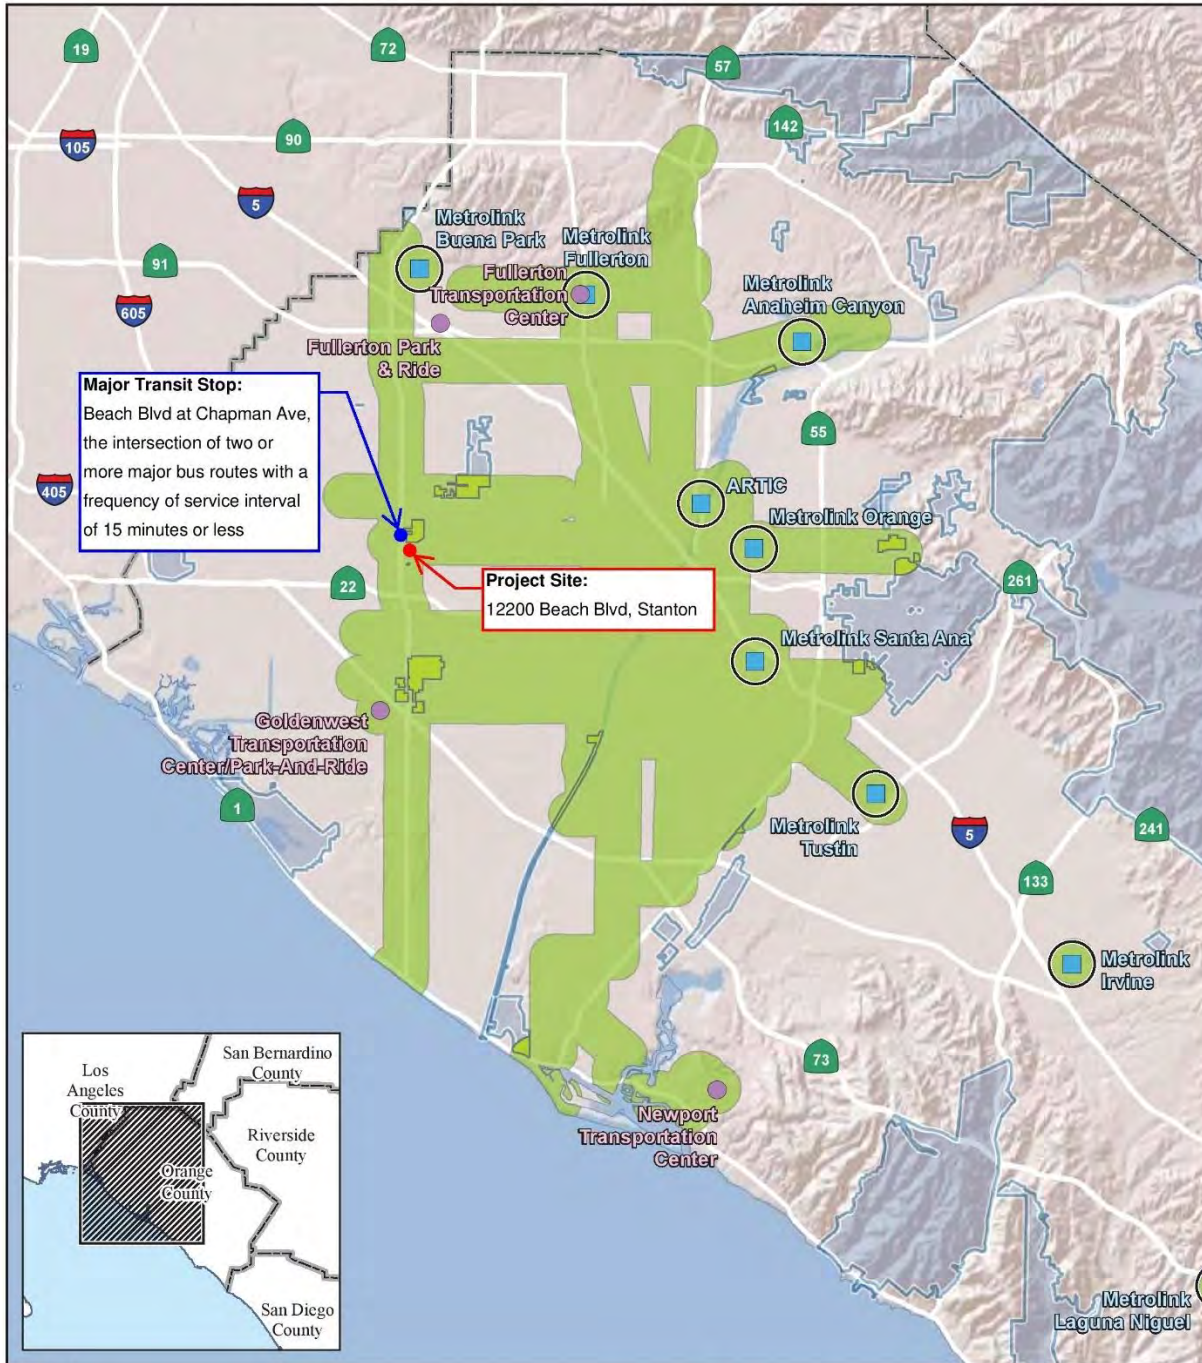 19
72
57
142
90
105
5
Metrolink
Buena Park
Metrolink
Fullerton
91
Fullerton
Transportation
Center
Metrolink
Anaheim Canyon
605
Fullerton Park
& Ride
Major Transit Stop:
Beach Blvd at Chapman Ave,
the intersection of two or
more major bus routes with a
frequency of service interval
of 15 minutes or less
55
405
ARTIC
Metrolink Orange
22
Project Site:
12200 Beach Blvd, Stanton
261
Metrolink Santa Ana
Goldenwest
Transportation
Center/Park-And-Ride
1
Metrolink
Tustin
5
241
133
Metrolink
Irvine
73
Newport
Transportation
Center
San Bernardino
County
Los
Angeles
County
Riverside
County
Orange
County
San Diego
County
Metrolink
Laguna Niguel